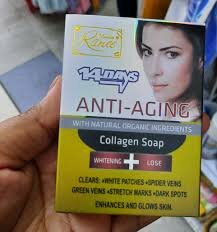 Renee
14 DAYS
ANTI-AGING
WITH NATURAL ORGANIC INGREDIENTS
Collagen Soap
WHITENING + LOSE
CLEARS: •WHITE PATCHES •SPIDER VEINS
GREEN VEINS •STRETCH MARKS •DARK SPOTS
ENHANCES AND GLOWS SKIN.